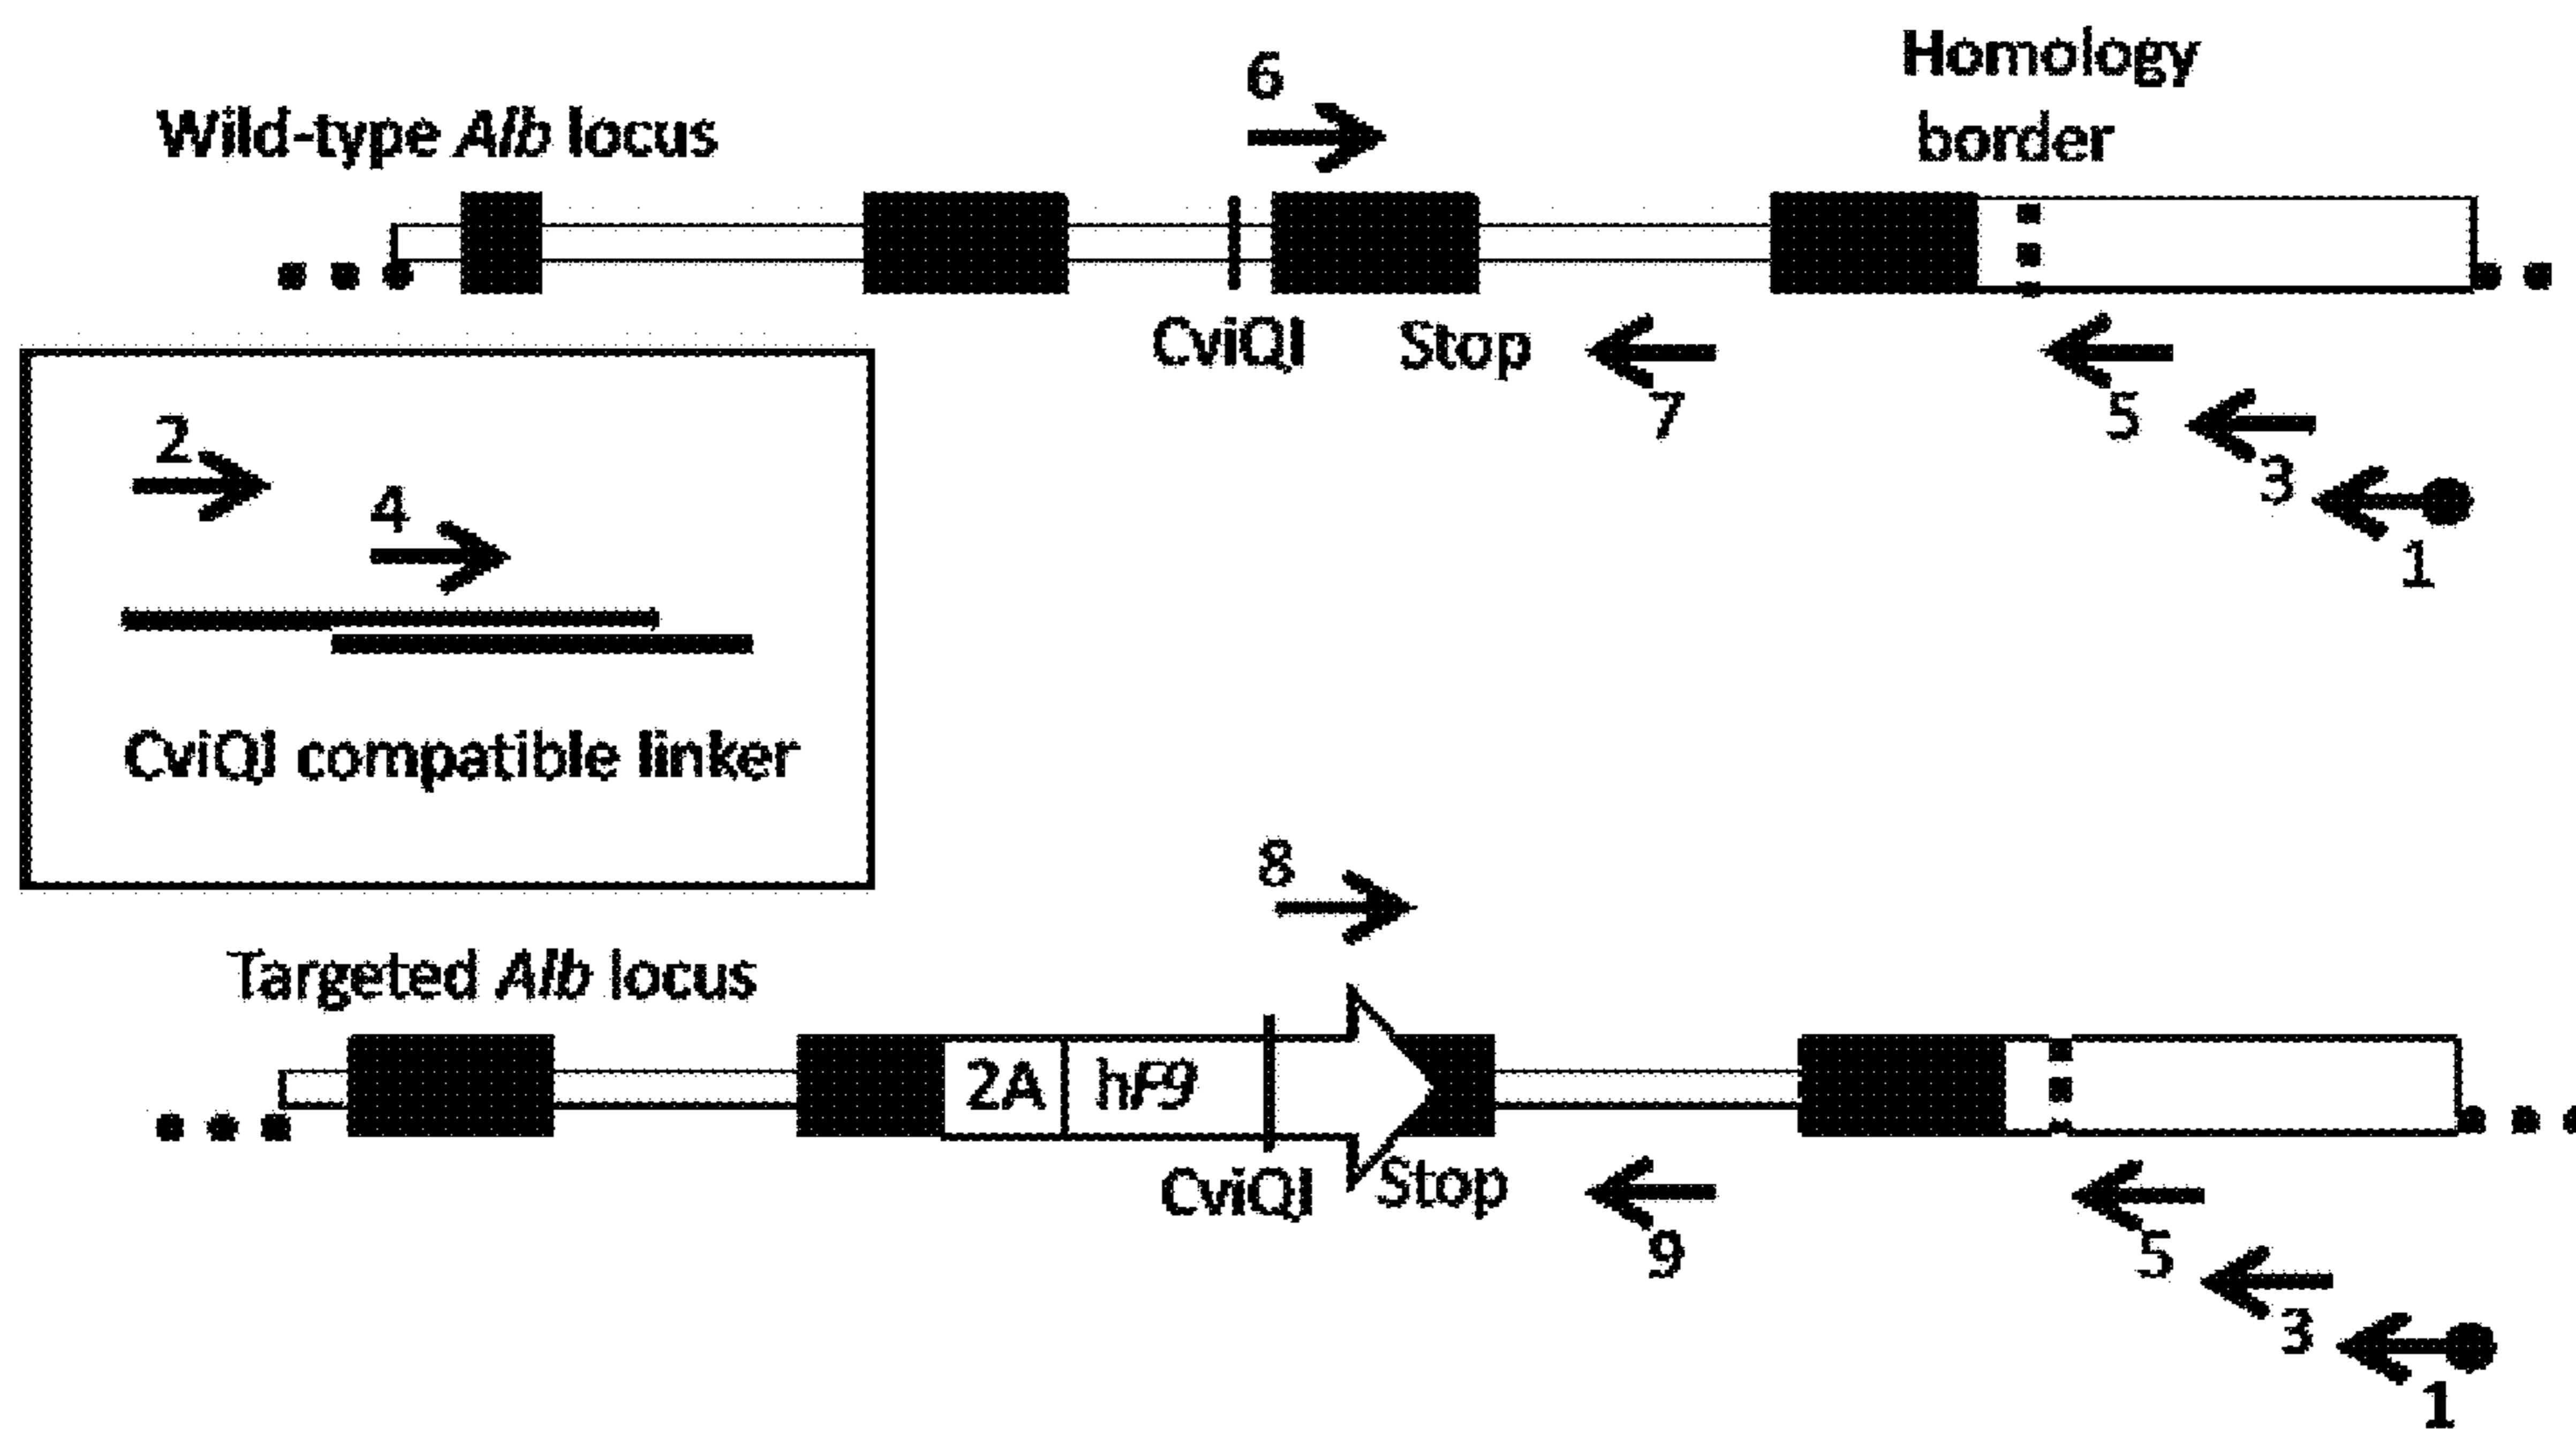 Homology
border
6
Wild-type Alb locus
CviQI
Stop
7
5
3
1
2
4
CviQI compatible linker
8
Targeted Alb locus
2A
hF9
CviQI
Stop
9
5
3
1